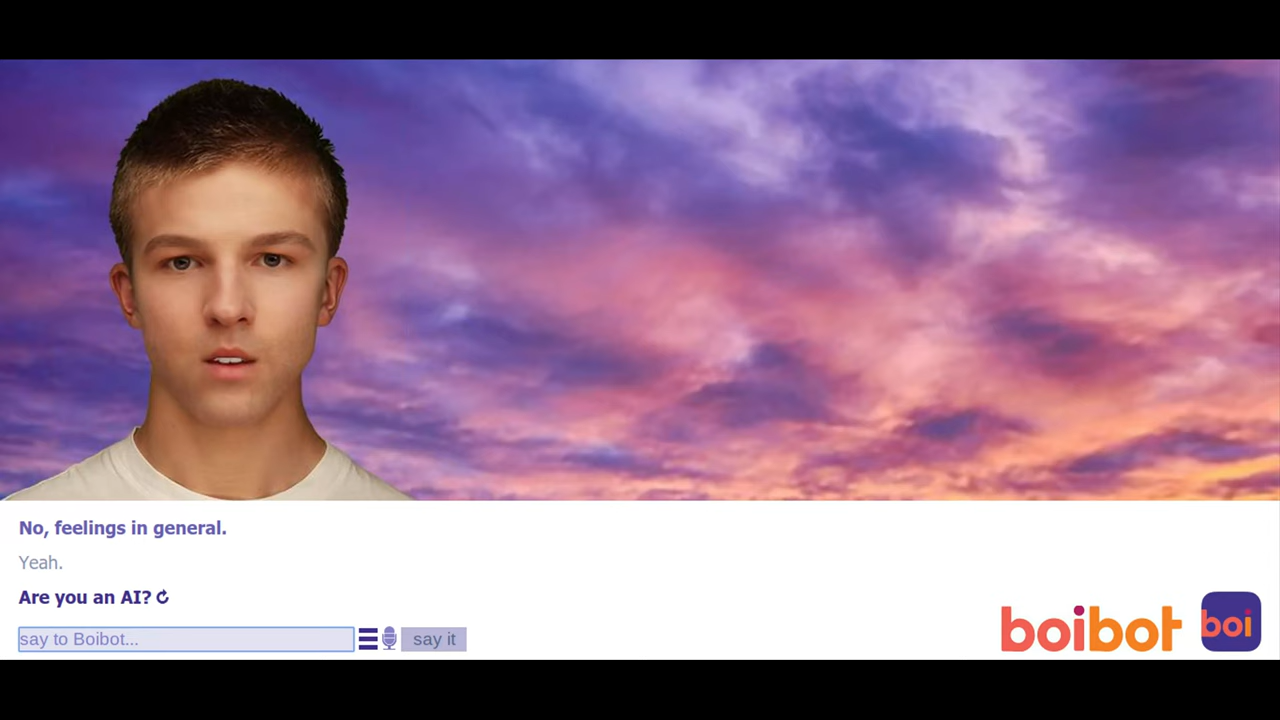 No, feelings in general.
Yeah.
Are you an AI?
say to Boibot...
say it
boibot
boi